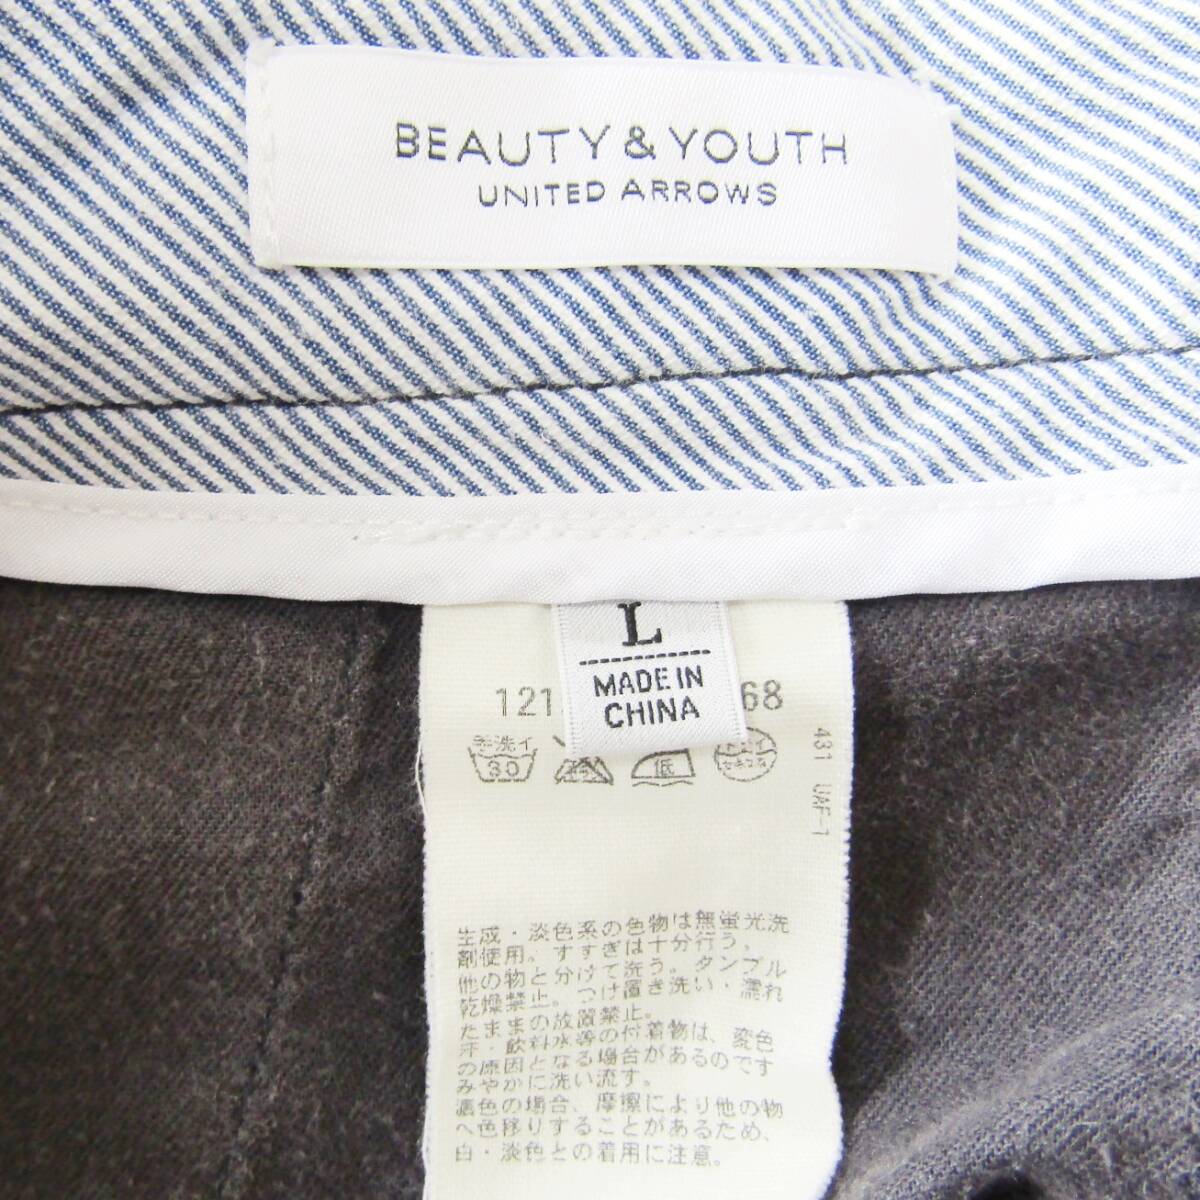 BEAUTY & YOUTH
UNITED ARROWS
L
MADE IN
CHINA
121 68
手洗イ
30
低
431 UAF-1
生成・淡色系の色物は無蛍光洗
剤使用。すすぎは十分行う。
他の物と分けて洗う。タンブル
乾燥禁止。つけ置き洗い・濡れ
たままの放置禁止。
汗・飲料水等の付着物は、変色
の原因となる場合があるのです
みやかに洗い流す。
濃色の場合、摩擦により他の物
へ色移りすることがあるため、
白・淡色との着用に注意。